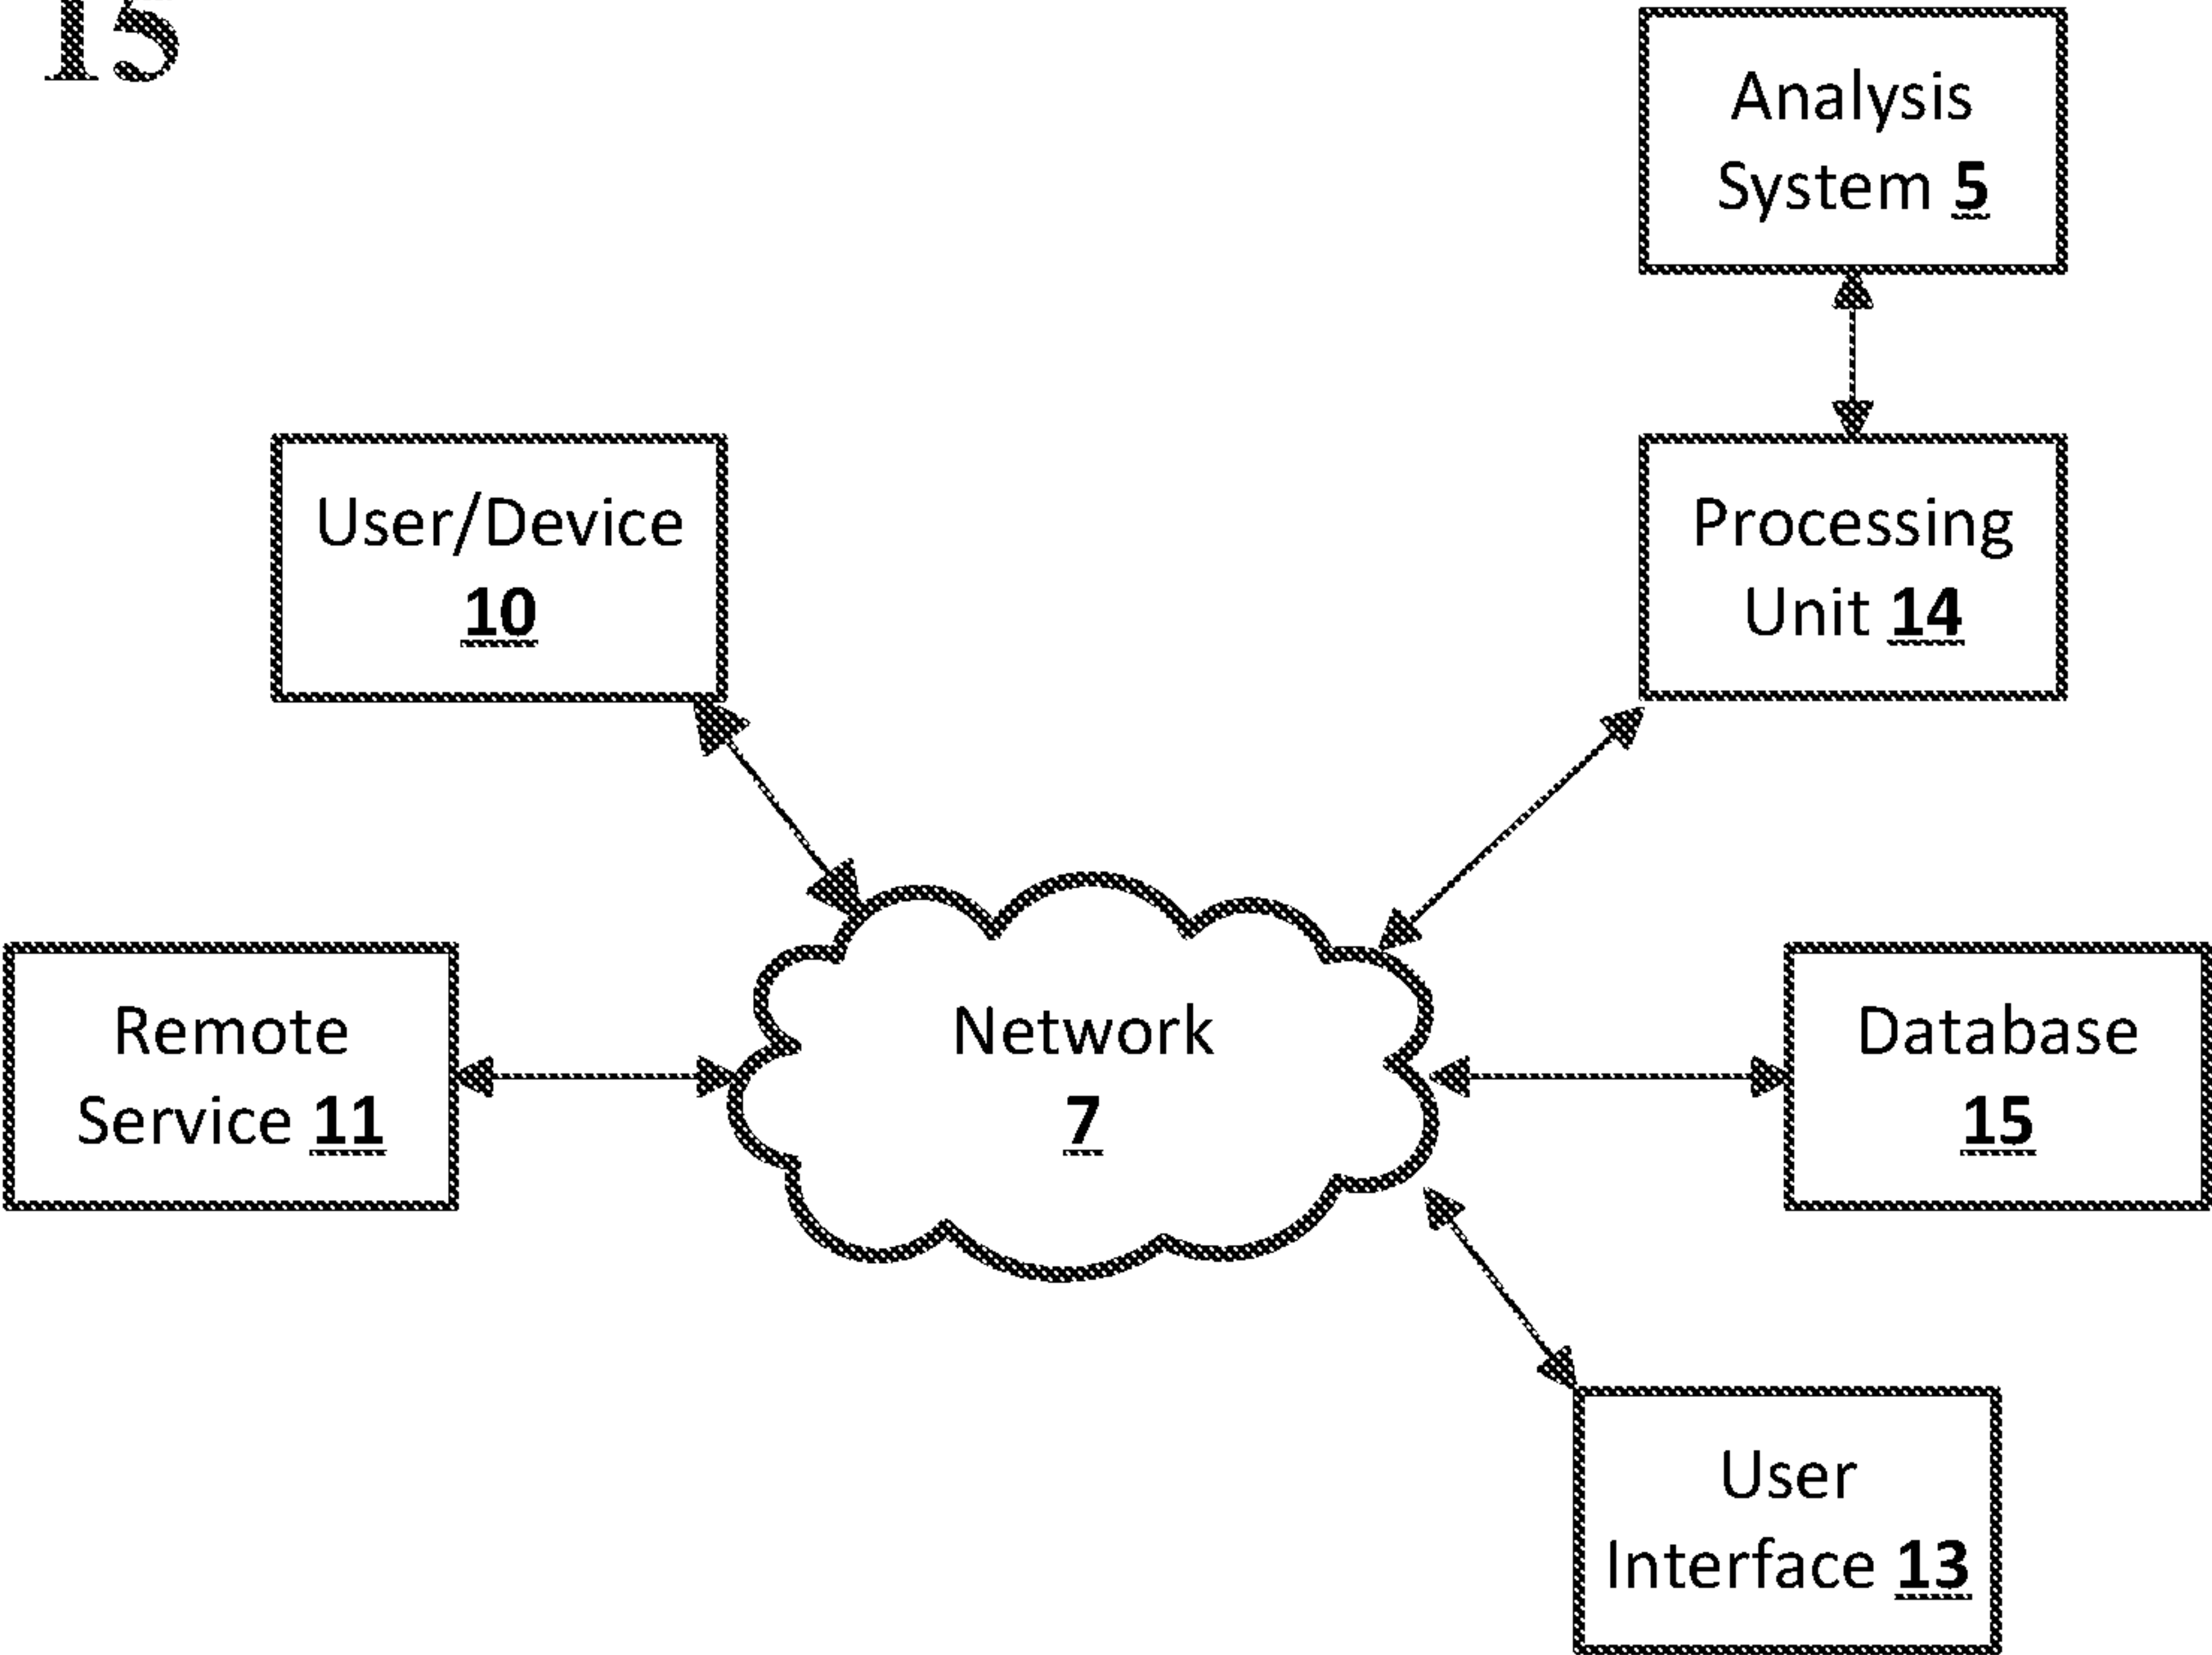 15
Analysis
System 5
User/Device
10
Processing
Unit 14
Remote
Service 11
Network
7
Database
15
User
Interface 13